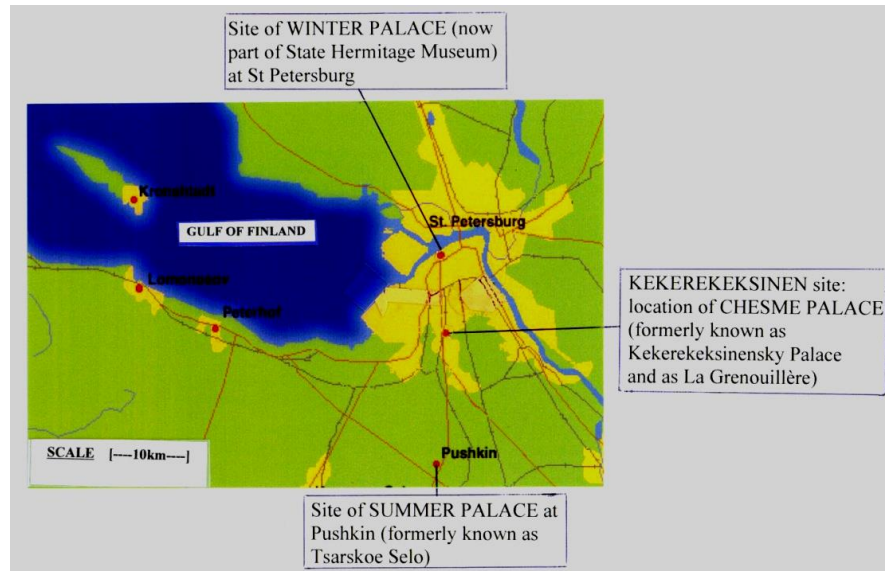 Site of WINTER PALACE (now
part of State Hermitage Museum)
at St Petersburg
Kronshtadt
St. Petersburg
GULF OF FINLAND
KEKEREKEKSINEN site:
location of CHESME PALACE
(formerly known as
Kekerekeksinensky Palace
and as La Grenouillère)
Lomonosov
Peterhof
SCALE [----10km----]
Pushkin
Site of SUMMER PALACE at
Pushkin (formerly known as
Tsarskoe Selo)